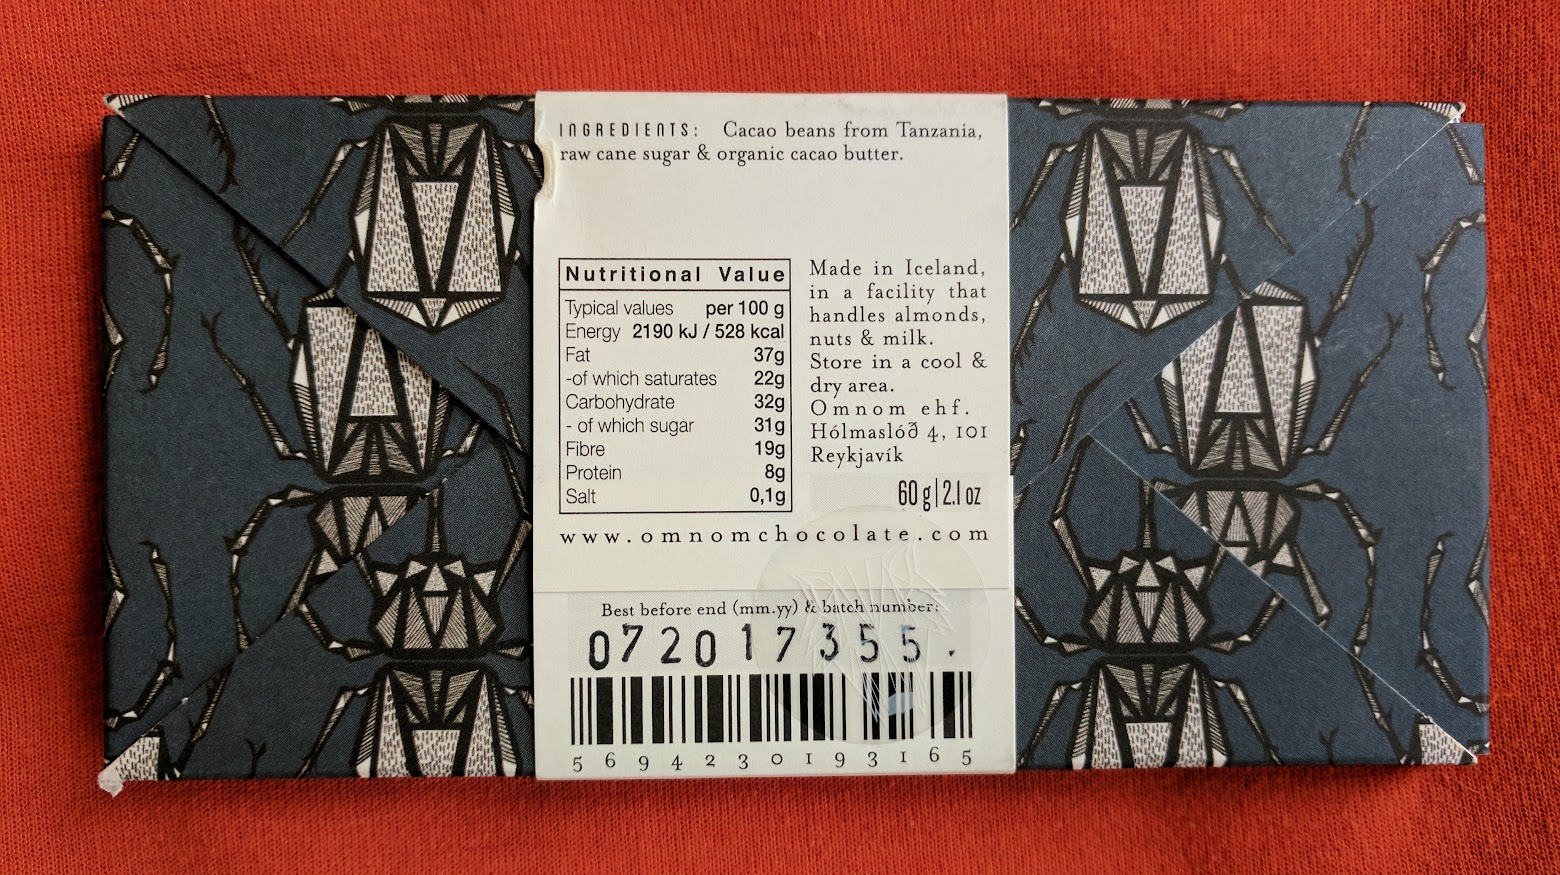 INGREDIENTS: Cacao beans from Tanzania,
raw cane sugar & organic cacao butter.
Nutritional Value
Typical values per 100 g
Energy 2190 kJ / 528 kcal
Fat 37g
-of which saturates 22g
Carbohydrate 32g
- of which sugar 31g
Fibre 19g
Protein 8g
Salt 0,1g
Made in Iceland,
in a facility that
handles almonds,
nuts & milk.
Store in a cool &
dry area.
Omnom ehf.
Hólmaslóð 4, 101
Reykjavík
60 g|2.1 oz
www.omnomchocolate.com
Best before end (mm.yy) & batch number:
072017355.
5694230193165